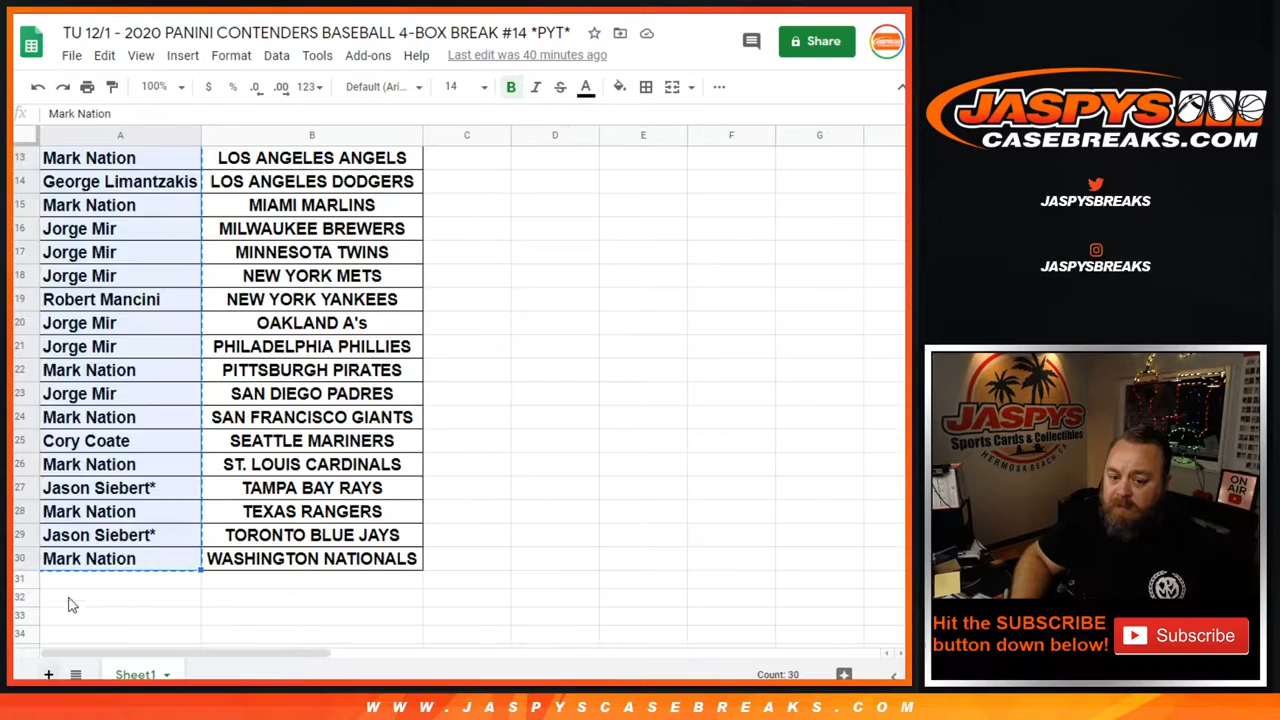 TU 12/1 - 2020 PANINI CONTENDERS BASEBALL 4-BOX BREAK #14 *PYT*
File Edit View Insert Format Data Tools Add-ons Help Last edit was 40 minutes ago
Share
100% $ % .0 .00 123 Default (Ari... 14 B I S A
fx Mark Nation
A B C D E F G
13 Mark Nation LOS ANGELES ANGELS
14 George Limantzakis LOS ANGELES DODGERS
15 Mark Nation MIAMI MARLINS
16 Jorge Mir MILWAUKEE BREWERS
17 Jorge Mir MINNESOTA TWINS
18 Jorge Mir NEW YORK METS
19 Robert Mancini NEW YORK YANKEES
20 Jorge Mir OAKLAND A's
21 Jorge Mir PHILADELPHIA PHILLIES
22 Mark Nation PITTSBURGH PIRATES
23 Jorge Mir SAN DIEGO PADRES
24 Mark Nation SAN FRANCISCO GIANTS
25 Cory Coate SEATTLE MARINERS
26 Mark Nation ST. LOUIS CARDINALS
27 Jason Siebert* TAMPA BAY RAYS
28 Mark Nation TEXAS RANGERS
29 Jason Siebert* TORONTO BLUE JAYS
30 Mark Nation WASHINGTON NATIONALS
31
32
33
34
Sheet1
Count: 30
JASPYS
CASEBREAKS.COM
JASPYSBREAKS
JASPYSBREAKS
JASPYS
Sports Cards & Collectibles
HERMOSA BEACH, CA
ON AIR
Hit the SUBSCRIBE
button down below!
Subscribe
WWW.JASPYSCASEBREAKS.COM